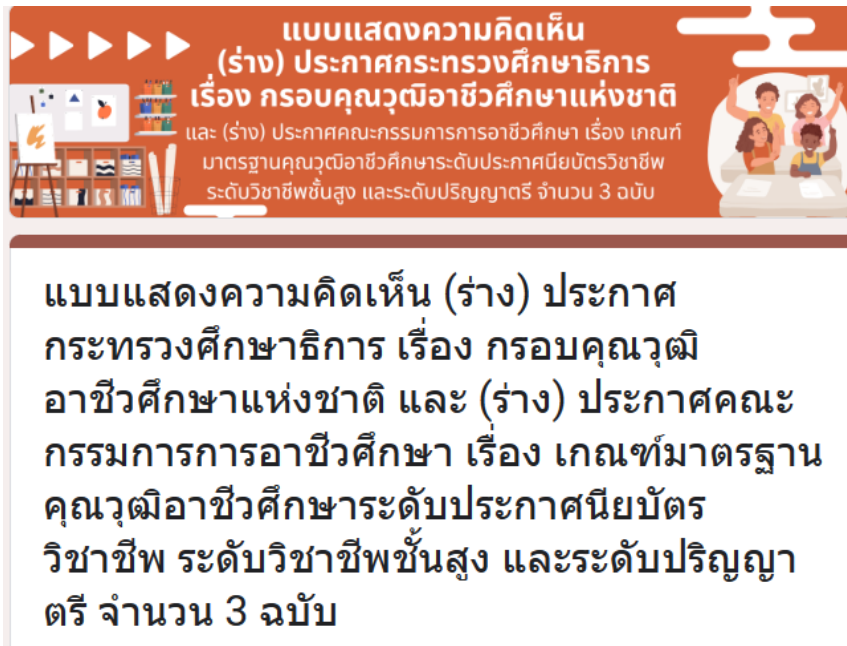 แบบแสดงความคิดเห็น
(ร่าง) ประกาศกระทรวงศึกษาธิการ
เรื่อง กรอบคุณวุฒิอาชีวศึกษาแห่งชาติ
และ (ร่าง) ประกาศคณะกรรมการการอาชีวศึกษา เรื่อง เกณฑ์
มาตรฐานคุณวุฒิอาชีวศึกษาระดับประกาศนียบัตรวิชาชีพ
ระดับวิชาชีพชั้นสูง และระดับปริญญาตรี จำนวน 3 ฉบับ
แบบแสดงความคิดเห็น (ร่าง) ประกาศ
กระทรวงศึกษาธิการ เรื่อง กรอบคุณวุฒิ
อาชีวศึกษาแห่งชาติ และ (ร่าง) ประกาศคณะ
กรรมการการอาชีวศึกษา เรื่อง เกณฑ์มาตรฐาน
คุณวุฒิอาชีวศึกษาระดับประกาศนียบัตร
วิชาชีพ ระดับวิชาชีพชั้นสูง และระดับปริญญา
ตรี จำนวน 3 ฉบับ